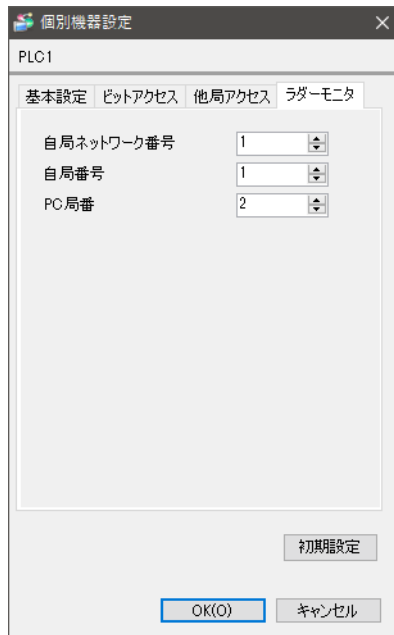 個別機器設定
PLC1
基本設定 ビットアクセス 他局アクセス ラダーモニタ
自局ネットワーク番号 1
自局番号 1
PC局番 2
初期設定
OK(O) キャンセル